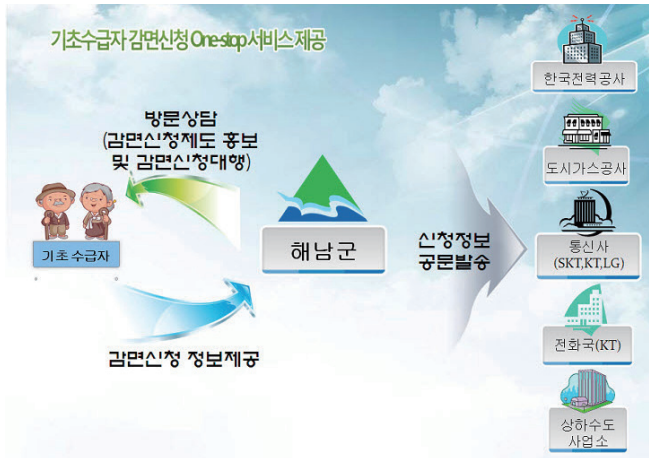 기초수급자 감면신청 One-stop 서비스 제공
방문상담
(감면신청제도 홍보
및 감면신청대행)
기초 수급자
감면신청 정보제공
해남군
신청정보
공문발송
한국전력공사
도시가스공사
통신사
(SKT,KT,LG)
전화국(KT)
상하수도
사업소